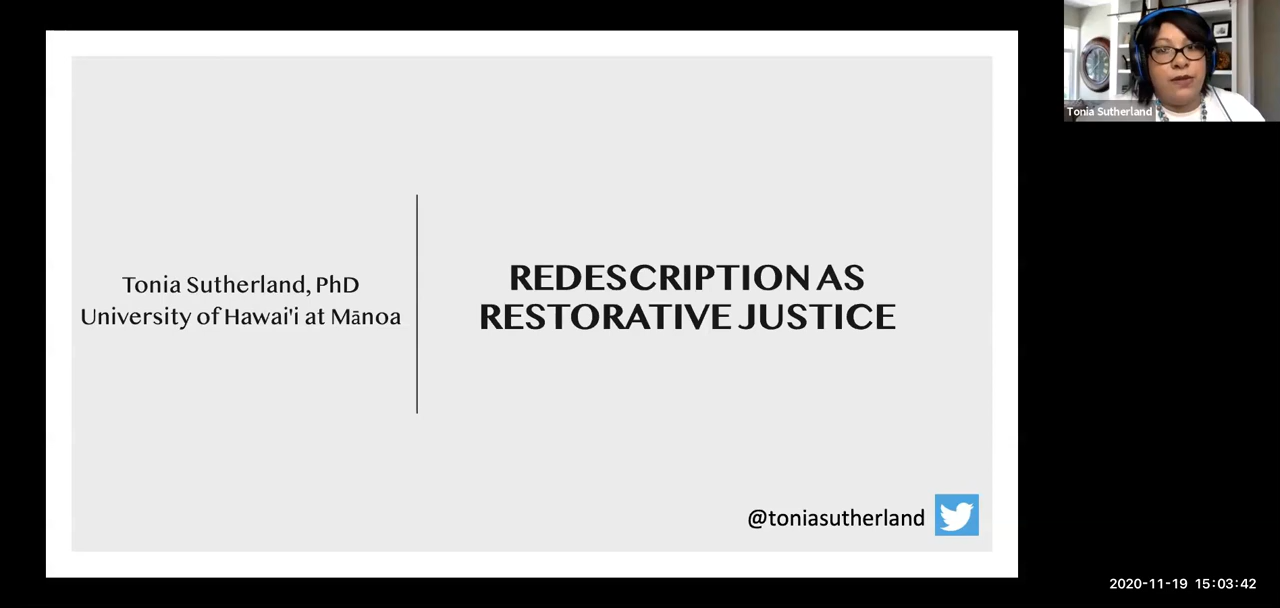 Tonia Sutherland, PhD
University of Hawai'i at Mānoa
REDESCRIPTION AS
RESTORATIVE JUSTICE
@toniasutherland
Tonia Sutherland
2020-11-19 15:03:42